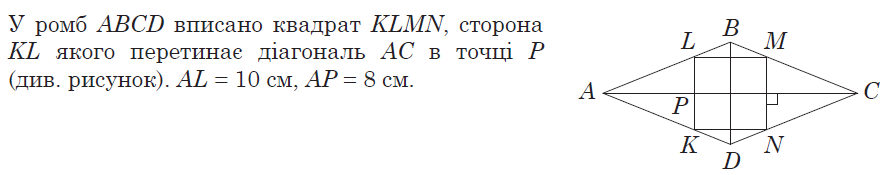 У ромб ABCD вписано квадрат KLMN, сторона
KL якого перетинає діагональ AC в точці P
(див. рисунок). AL = 10 см, AP = 8 см.
B
L M
A C
P
K N
D